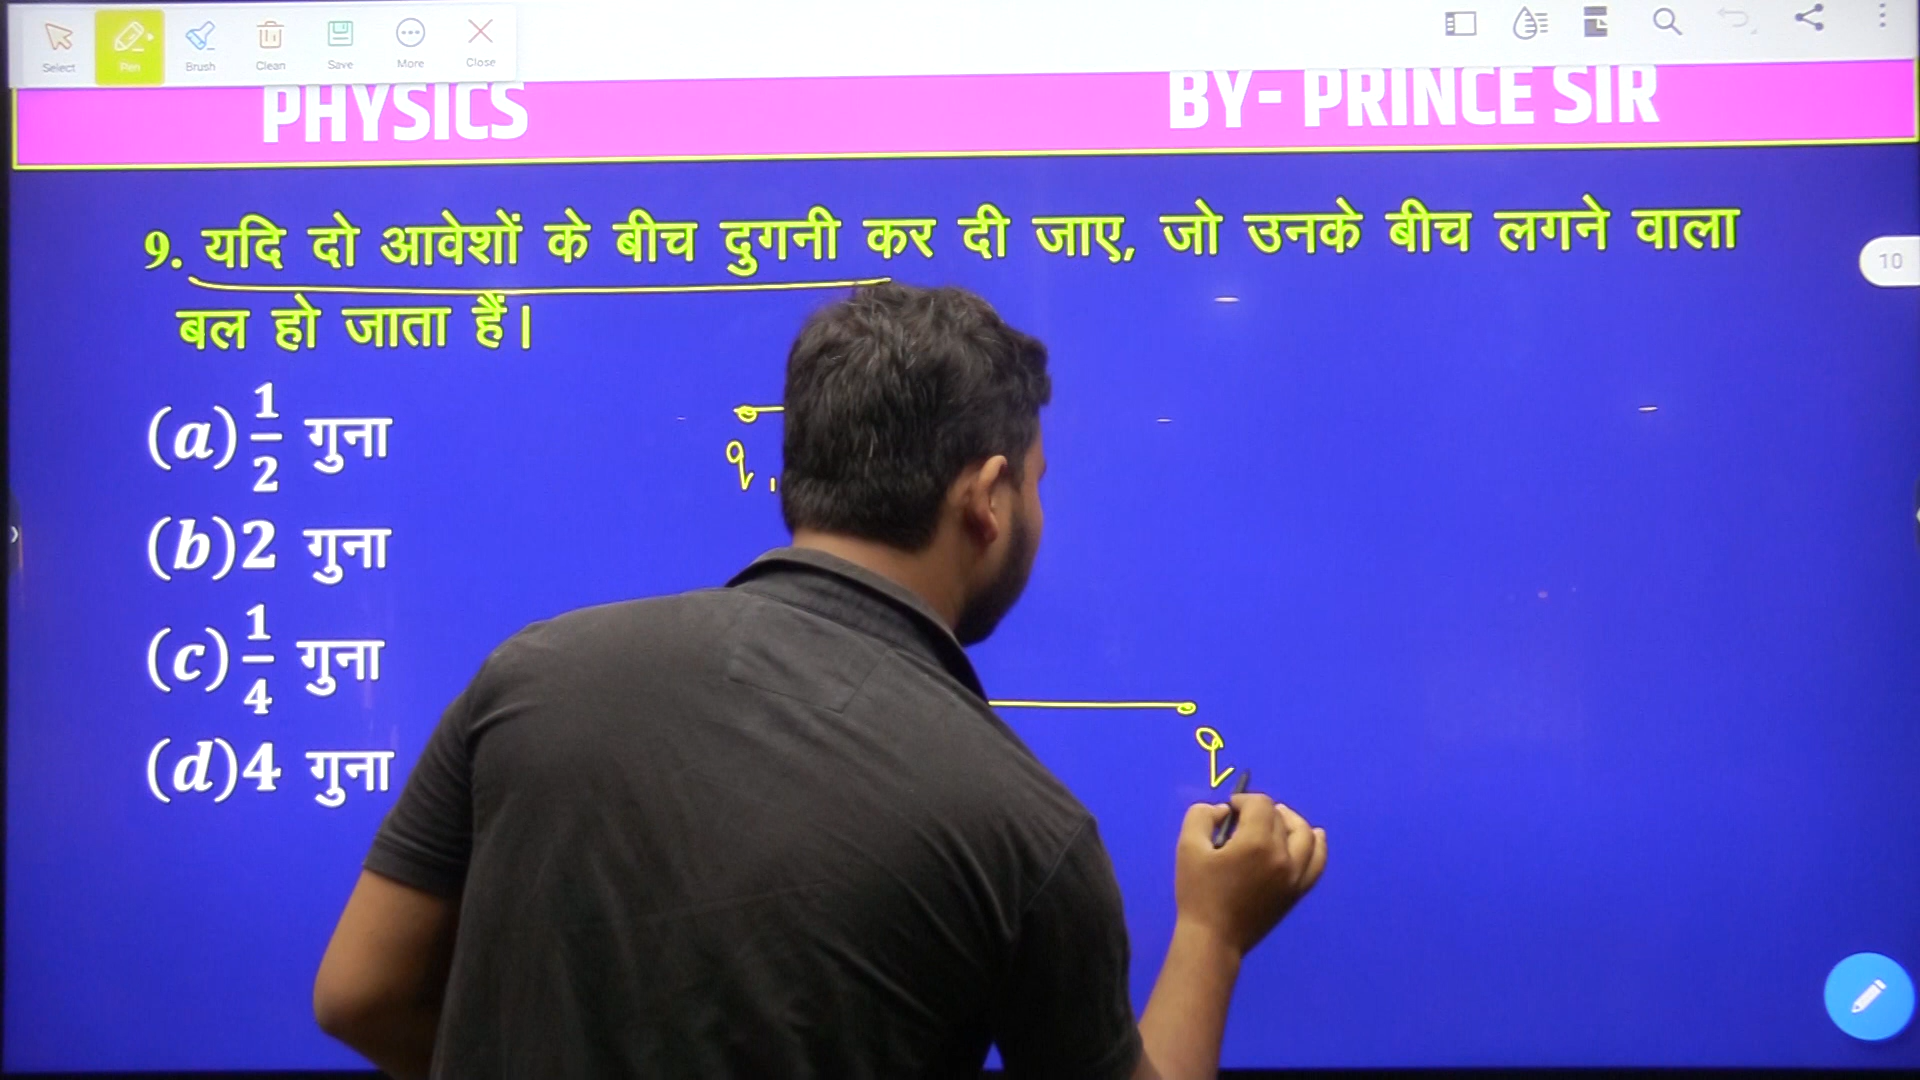 Select Pen Brush Clean Save More Close
PHYSICS BY- PRINCE SIR
9. यदि दो आवेशों के बीच दुगनी कर दी जाए, जो उनके बीच लगने वाला
बल हो जाता हैं।
10
(a) 1/2 गुना
q₁
(b) 2 गुना
(c) 1/4 गुना
q
(d) 4 गुना